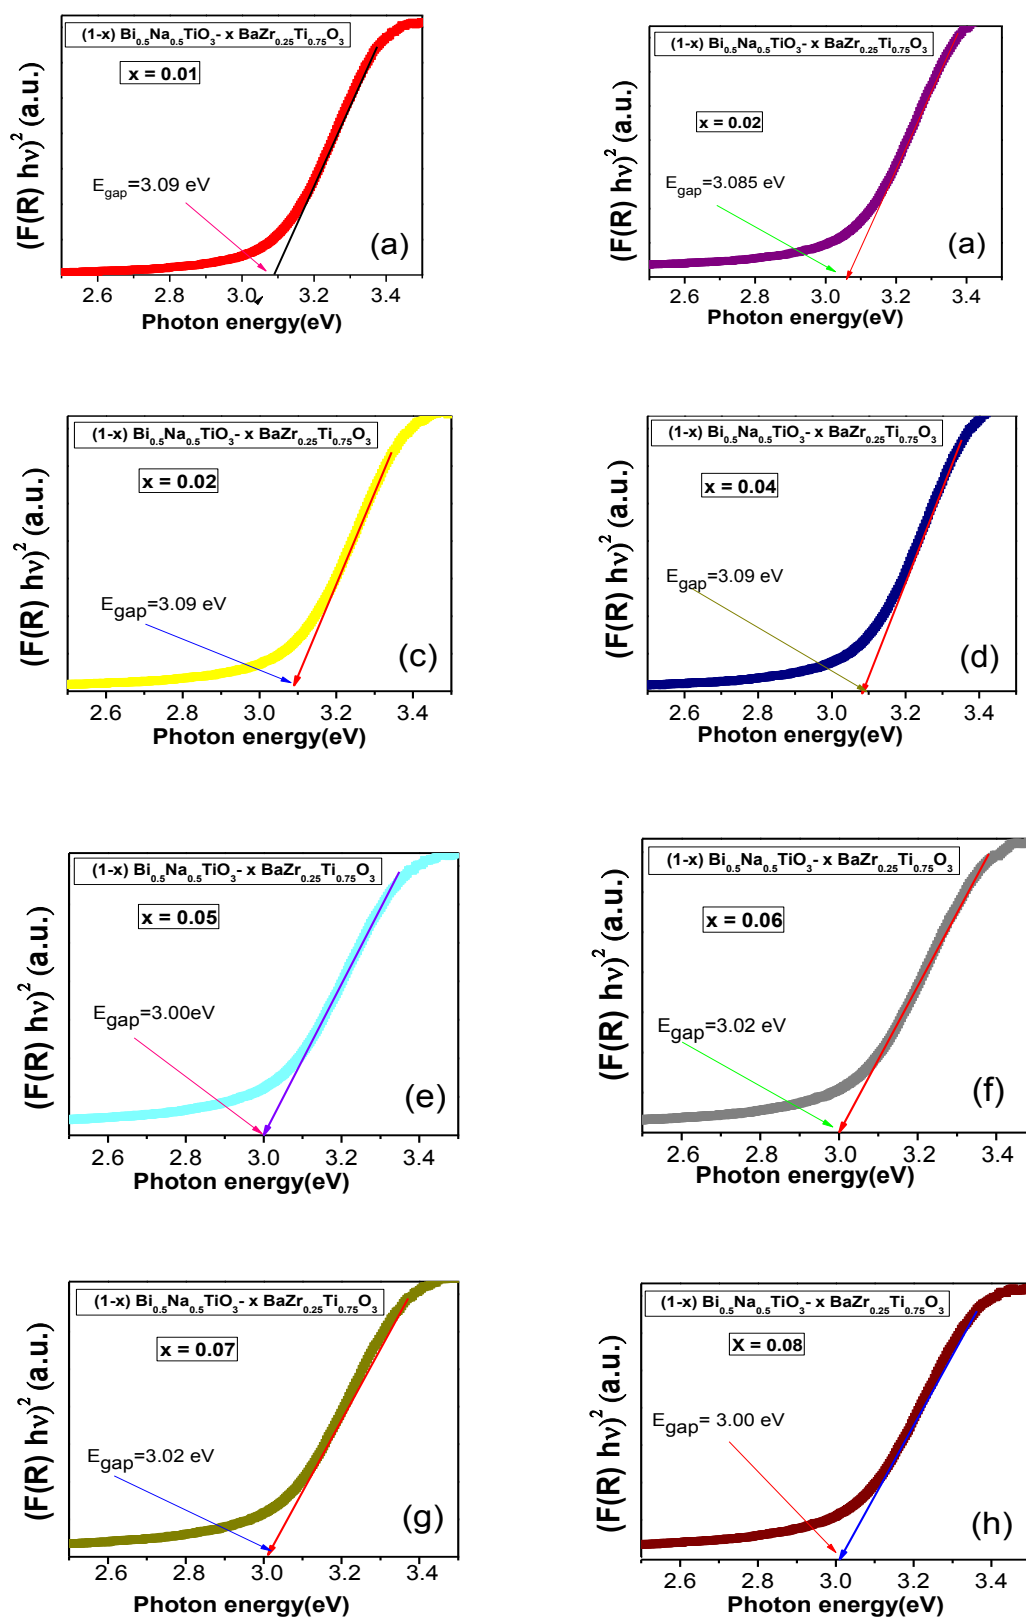 (1-x) Bi0.5Na0.5TiO3- x BaZr0.25Ti0.75O3
x = 0.01
(F(R) hν)2 (a.u.)
Egap=3.09 eV
(a)
2.6 2.8 3.0 3.2 3.4
Photon energy(eV)
(1-x) Bi0.5Na0.5TiO3- x BaZr0.25Ti0.75O3
x = 0.02
(F(R) hν)2 (a.u.)
Egap=3.085 eV
(a)
2.6 2.8 3.0 3.2 3.4
Photon energy(eV)
(1-x) Bi0.5Na0.5TiO3- x BaZr0.25Ti0.75O3
x = 0.02
(F(R) hν)2 (a.u.)
Egap=3.09 eV
(c)
2.6 2.8 3.0 3.2 3.4
Photon energy(eV)
(1-x) Bi0.5Na0.5TiO3- x BaZr0.25Ti0.75O3
x = 0.04
(F(R) hν)2 (a.u.)
Egap=3.09 eV
(d)
2.6 2.8 3.0 3.2 3.4
Photon energy(eV)
(1-x) Bi0.5Na0.5TiO3- x BaZr0.25Ti0.75O3
x = 0.05
(F(R) hν)2 (a.u.)
Egap=3.00eV
(e)
2.6 2.8 3.0 3.2 3.4
Photon energy(eV)
(1-x) Bi0.5Na0.5TiO3- x BaZr0.25Ti0.75O3
x = 0.06
(F(R) hν)2 (a.u.)
Egap=3.02 eV
(f)
2.6 2.8 3.0 3.2 3.4
Photon energy(eV)
(1-x) Bi0.5Na0.5TiO3- x BaZr0.25Ti0.75O3
x = 0.07
(F(R) hν)2 (a.u.)
Egap=3.02 eV
(g)
2.6 2.8 3.0 3.2 3.4
Photon energy(eV)
(1-x) Bi0.5Na0.5TiO3- x BaZr0.25Ti0.75O3
X = 0.08
(F(R) hν)2 (a.u.)
Egap= 3.00 eV
(h)
2.6 2.8 3.0 3.2 3.4
Photon energy(eV)